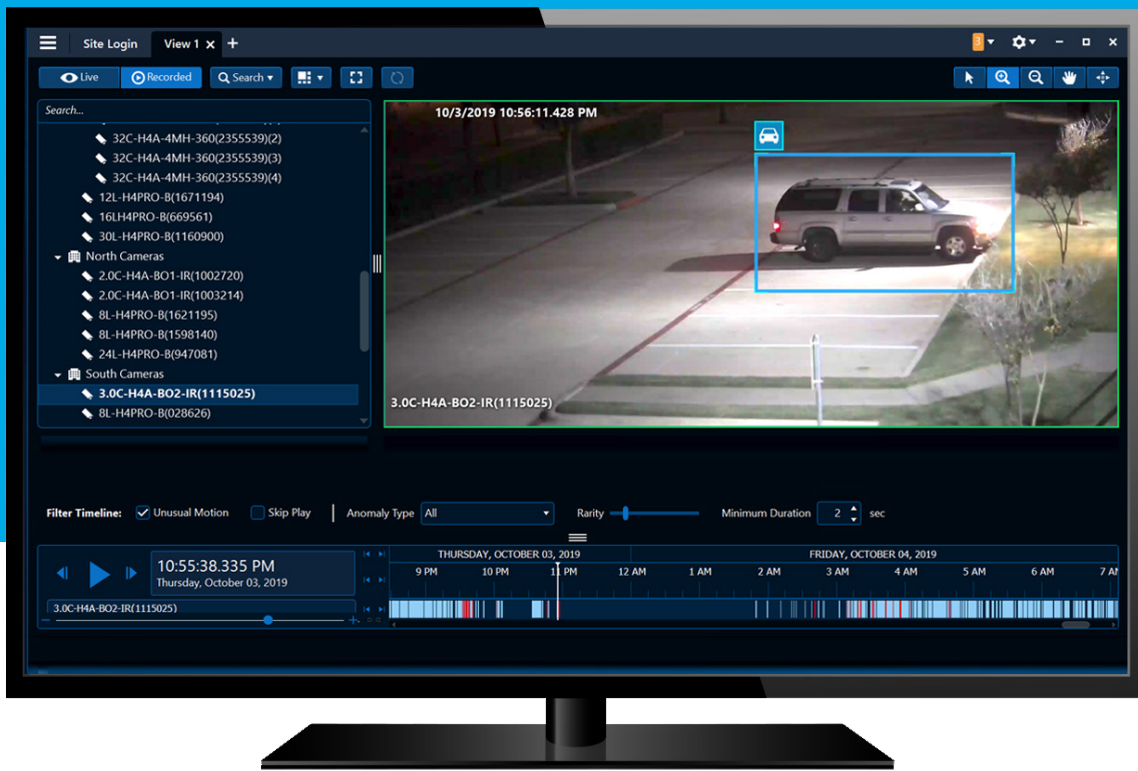 Site Login
View 1 x +
3
Live
Recorded
Search
Search...
32C-H4A-4MH-360(2355539)(2)
32C-H4A-4MH-360(2355539)(3)
32C-H4A-4MH-360(2355539)(4)
12L-H4PRO-B(1671194)
16LH4PRO-B(669561)
30L-H4PRO-B(1160900)
North Cameras
2.0C-H4A-BO1-IR(1002720)
2.0C-H4A-BO1-IR(1003214)
8L-H4PRO-B(1621195)
8L-H4PRO-B(1598140)
24L-H4PRO-B(947081)
South Cameras
3.0C-H4A-BO2-IR(1115025)
8L-H4PRO-B(028626)
10/3/2019 10:56:11.428 PM
3.0C-H4A-BO2-IR(1115025)
Filter Timeline: Unusual Motion Skip Play Anomaly Type All Rarity Minimum Duration 2 sec
10:55:38.335 PM
Thursday, October 03, 2019
3.0C-H4A-BO2-IR(1115025)
THURSDAY, OCTOBER 03, 2019 FRIDAY, OCTOBER 04, 2019
9 PM 10 PM 11 PM 12 AM 1 AM 2 AM 3 AM 4 AM 5 AM 6 AM 7 AM